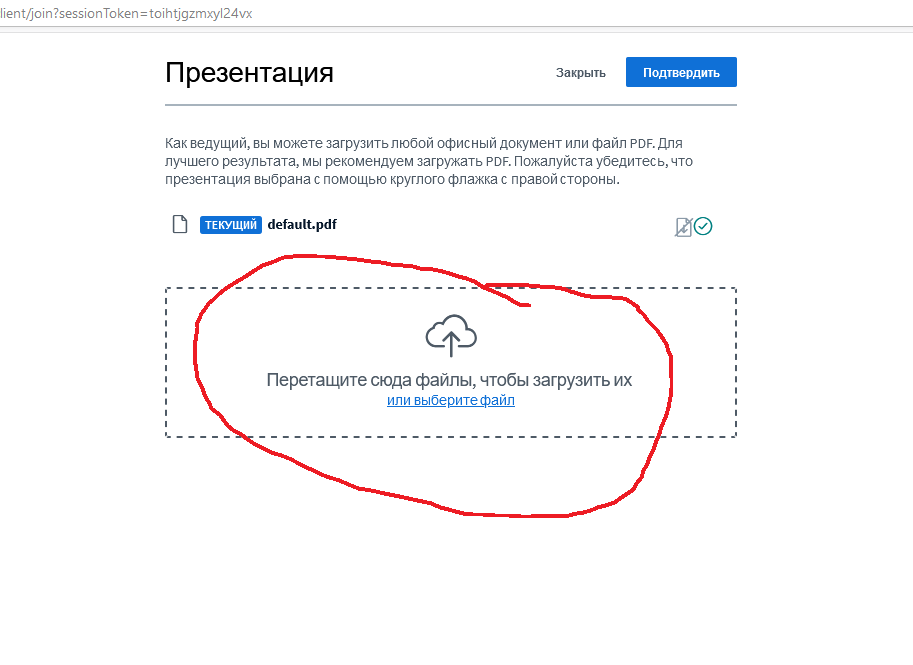 lient/join?sessionToken=toihtjgzmxyl24vx
Презентация
Закрыть
Подтвердить
Как ведущий, вы можете загрузить любой офисный документ или файл PDF. Для
лучшего результата, мы рекомендуем загружать PDF. Пожалуйста убедитесь, что
презентация выбрана с помощью круглого флажка с правой стороны.
ТЕКУЩИЙ default.pdf
Перетащите сюда файлы, чтобы загрузить их
или выберите файл